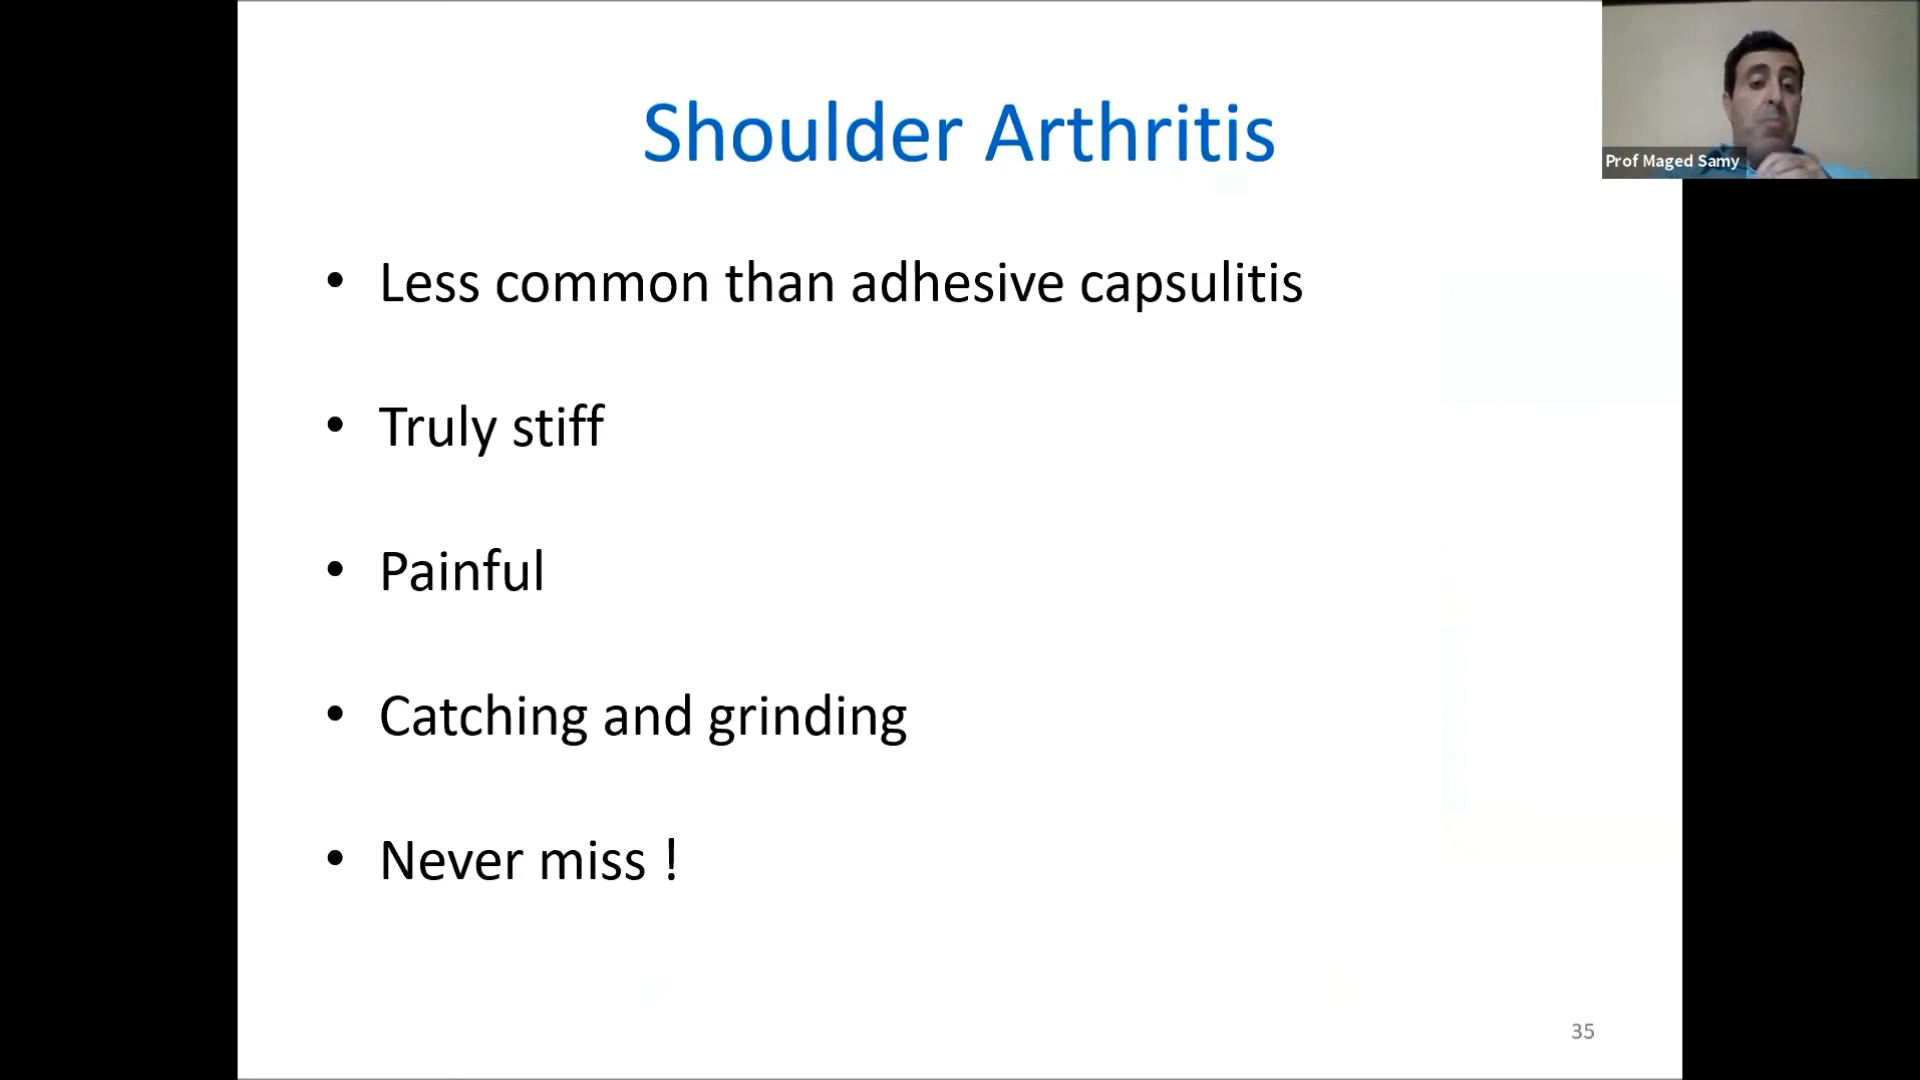 Shoulder Arthritis
Prof Maged Samy
• Less common than adhesive capsulitis
• Truly stiff
• Painful
• Catching and grinding
• Never miss !
35